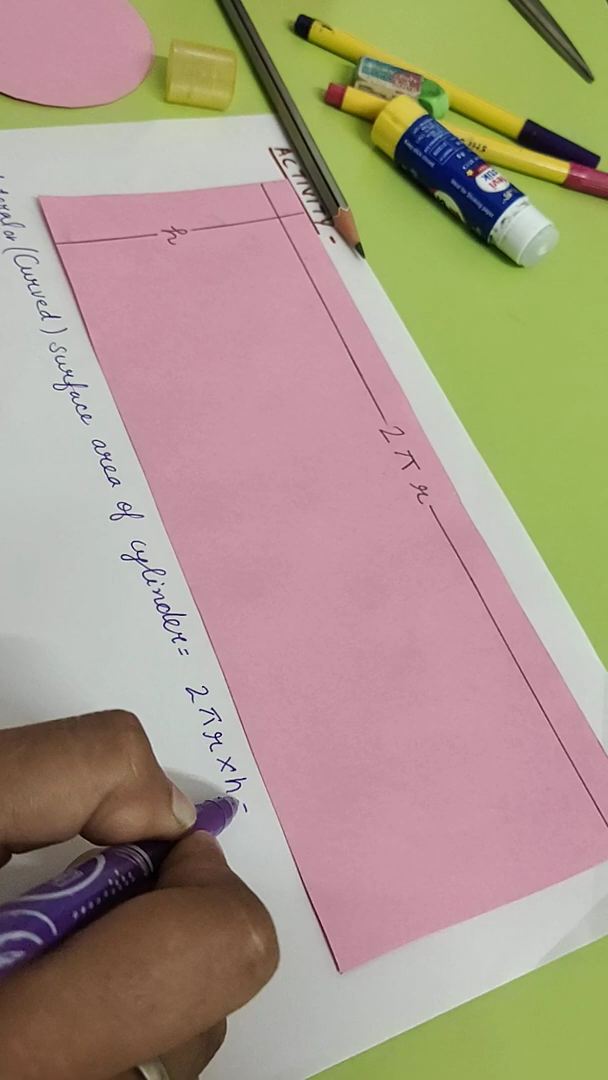 ACTIVITY-
h
2πr
(Curved) surface area of cylinder= 2πr×h=